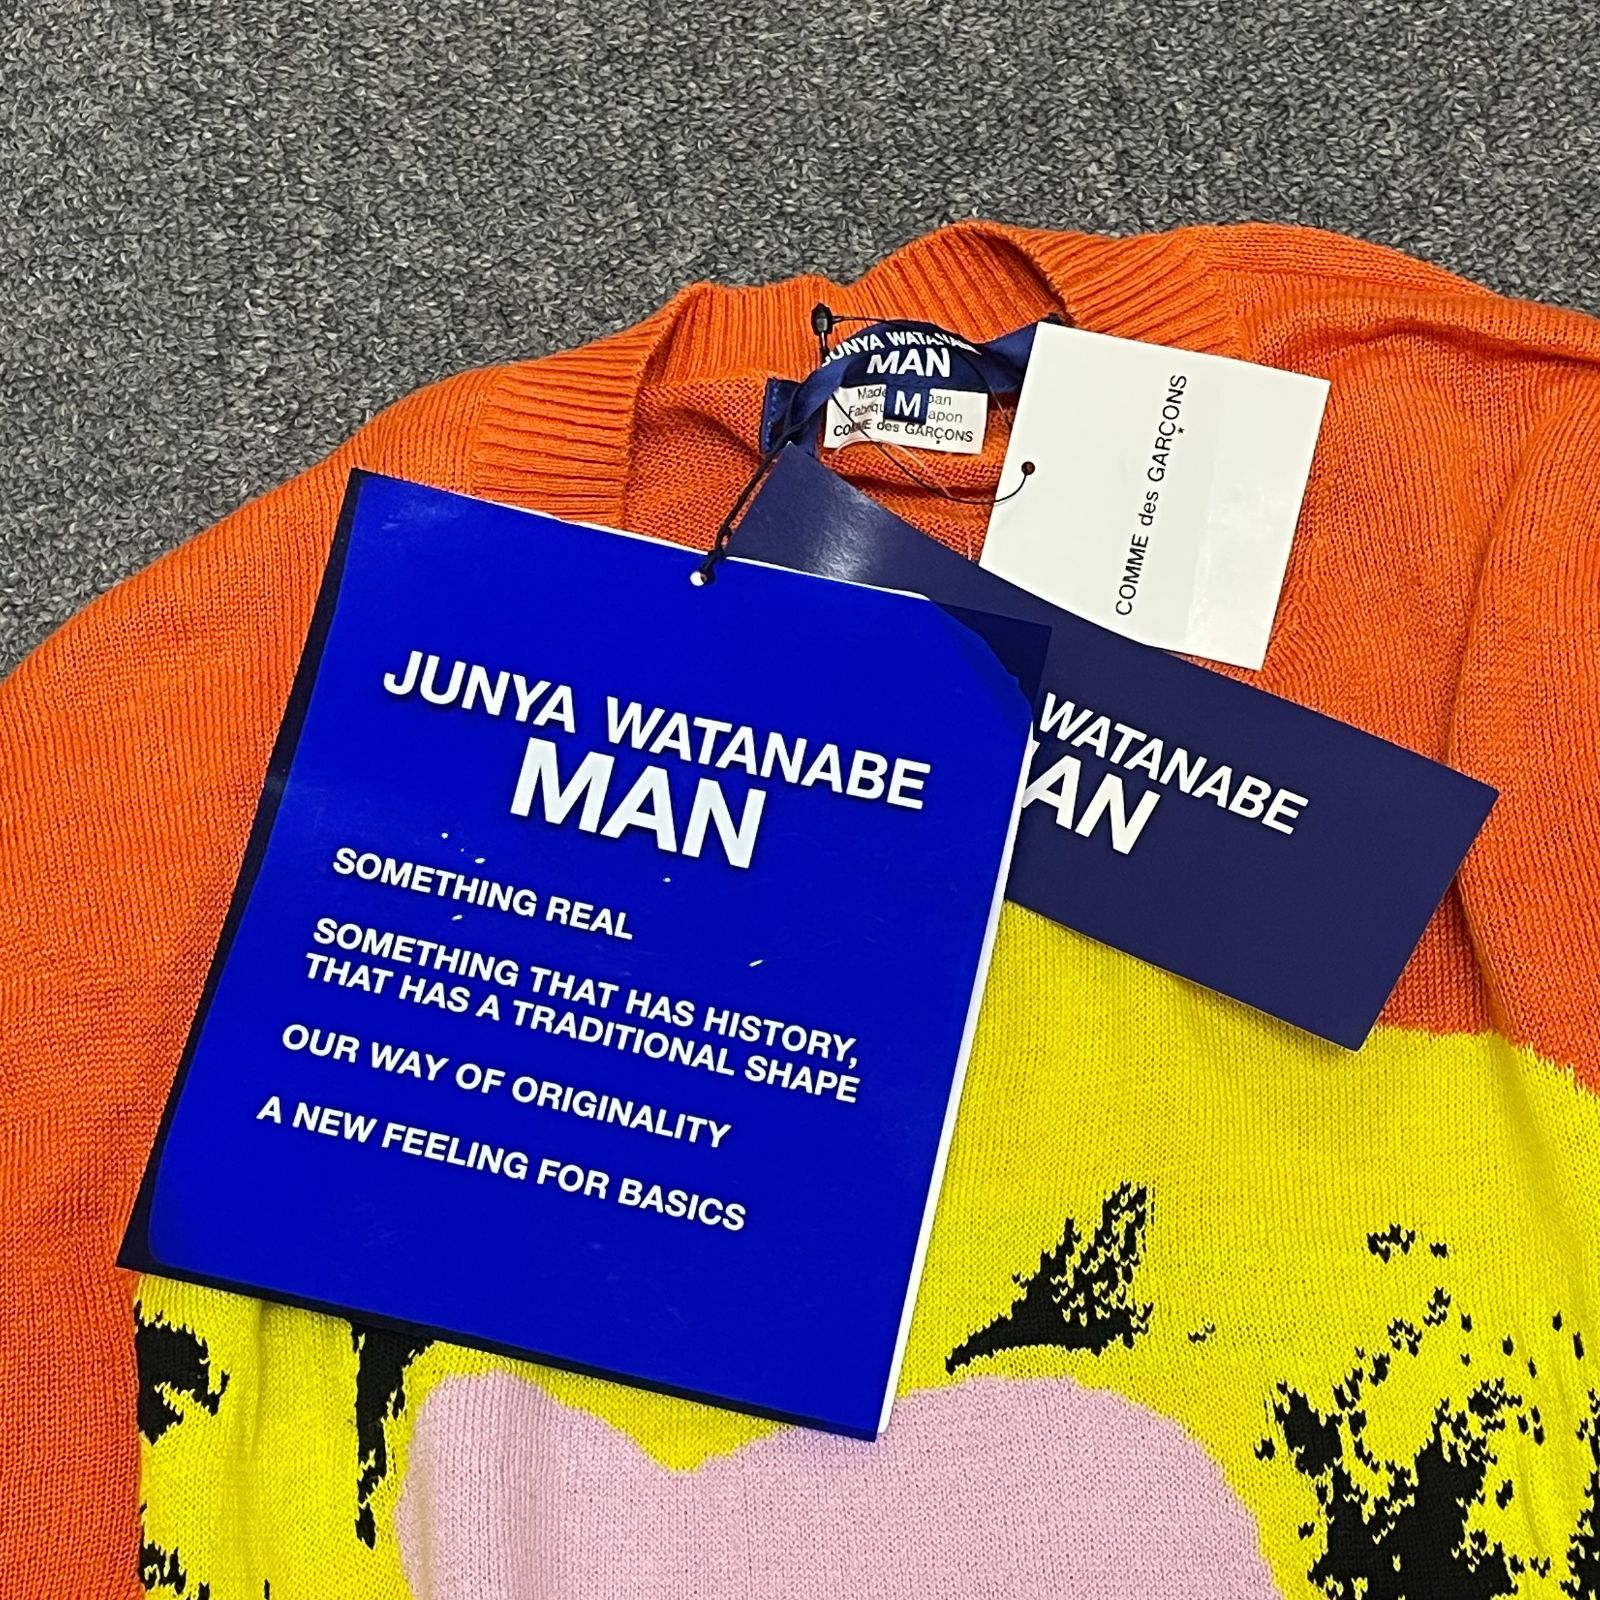 JUNYA WATANABE
MAN
M
COMME des GARÇONS
COMME des GARÇONS
WATANABE
JUNYA WATANABE
MAN
SOMETHING REAL
SOMETHING THAT HAS HISTORY,
THAT HAS A TRADITIONAL SHAPE
OUR WAY OF ORIGINALITY
A NEW FEELING FOR BASICS